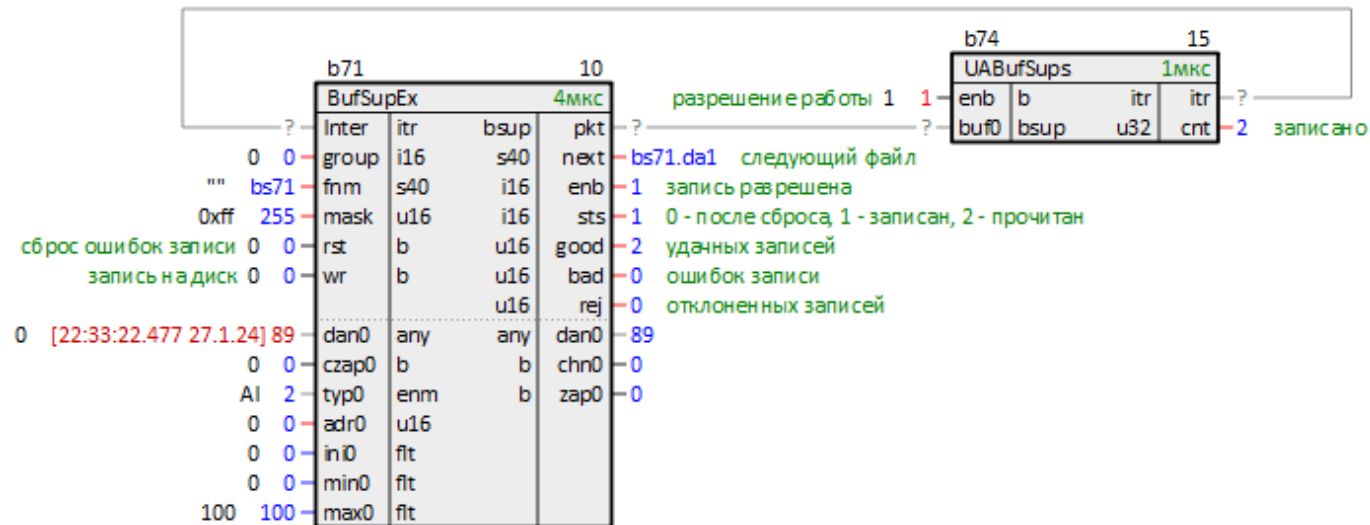 b74 15
UABufSups 1мкс
разрешение работы 1 1 enb b itr itr ?
? buf0 bsup u32 cnt 2 записано
b71 10
BufSupEx 4мкс
? Inter itr bsup pkt ?
0 0 group i16 s40 next bs71.da1 следующий файл
"" bs71 fnm s40 i16 enb 1 запись разрешена
0xff 255 mask u16 i16 sts 1 0 - после сброса, 1 - записан, 2 - прочитан
сброс ошибок записи 0 0 rst b u16 good 2 удачных записей
запись на диск 0 0 wr b u16 bad 0 ошибок записи
u16 rej 0 отклоненных записей
0 [22:33:22.477 27.1.24] 89 dan0 any any dan0 89
0 0 czap0 b b chn0 0
AI 2 typ0 enm b zap0 0
0 0 adr0 u16
0 0 ini0 flt
0 0 min0 flt
100 100 max0 flt